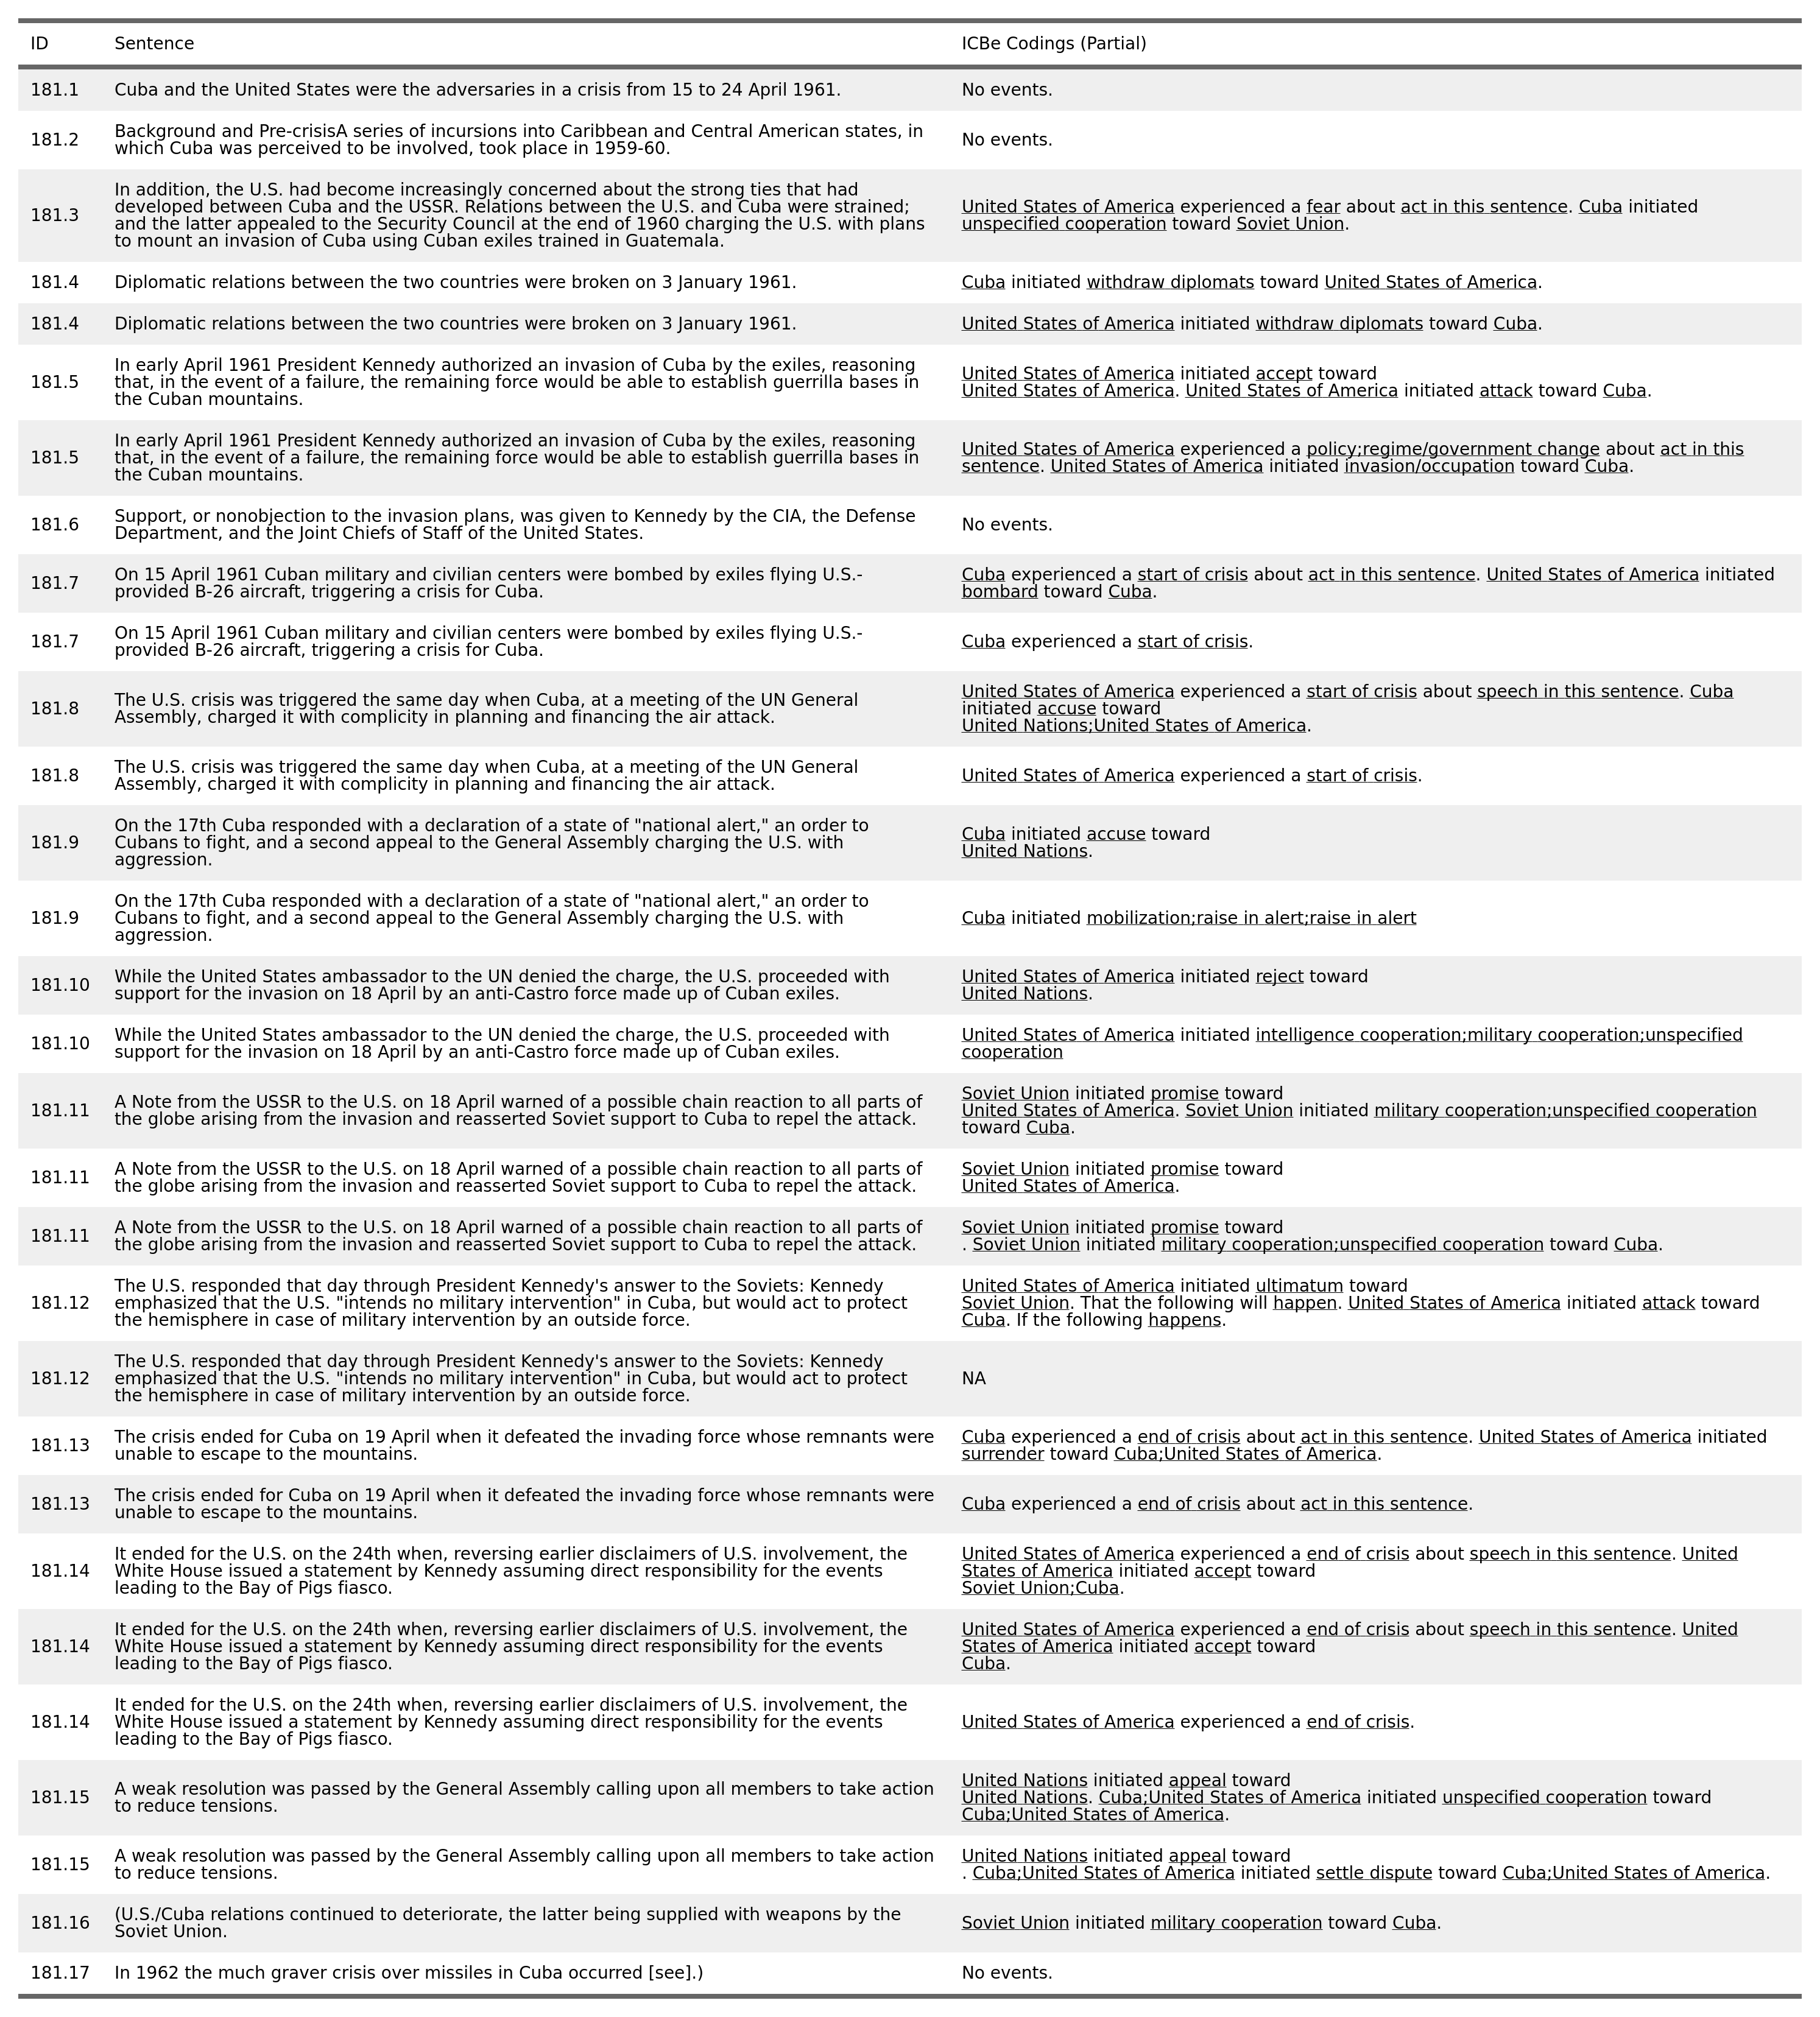 ID Sentence ICBe Codings (Partial)
181.1 Cuba and the United States were the adversaries in a crisis from 15 to 24 April 1961. No events.
181.2
Background and Pre-crisisA series of incursions into Caribbean and Central American states, in
which Cuba was perceived to be involved, took place in 1959-60.
No events.
181.3
In addition, the U.S. had become increasingly concerned about the strong ties that had
developed between Cuba and the USSR. Relations between the U.S. and Cuba were strained;
and the latter appealed to the Security Council at the end of 1960 charging the U.S. with plans
to mount an invasion of Cuba using Cuban exiles trained in Guatemala.
United States of America experienced a fear about act in this sentence. Cuba initiated
unspecified cooperation toward Soviet Union.
181.4 Diplomatic relations between the two countries were broken on 3 January 1961. Cuba initiated withdraw diplomats toward United States of America.
181.4 Diplomatic relations between the two countries were broken on 3 January 1961. United States of America initiated withdraw diplomats toward Cuba.
181.5
In early April 1961 President Kennedy authorized an invasion of Cuba by the exiles, reasoning
that, in the event of a failure, the remaining force would be able to establish guerrilla bases in
the Cuban mountains.
United States of America initiated accept toward
United States of America. United States of America initiated attack toward Cuba.
181.5
In early April 1961 President Kennedy authorized an invasion of Cuba by the exiles, reasoning
that, in the event of a failure, the remaining force would be able to establish guerrilla bases in
the Cuban mountains.
United States of America experienced a policy;regime/government change about act in this
sentence. United States of America initiated invasion/occupation toward Cuba.
181.6
Support, or nonobjection to the invasion plans, was given to Kennedy by the CIA, the Defense
Department, and the Joint Chiefs of Staff of the United States.
No events.
181.7
On 15 April 1961 Cuban military and civilian centers were bombed by exiles flying U.S.-
provided B-26 aircraft, triggering a crisis for Cuba.
Cuba experienced a start of crisis about act in this sentence. United States of America initiated
bombard toward Cuba.
181.7
On 15 April 1961 Cuban military and civilian centers were bombed by exiles flying U.S.-
provided B-26 aircraft, triggering a crisis for Cuba.
Cuba experienced a start of crisis.
181.8
The U.S. crisis was triggered the same day when Cuba, at a meeting of the UN General
Assembly, charged it with complicity in planning and financing the air attack.
United States of America experienced a start of crisis about speech in this sentence. Cuba
initiated accuse toward
United Nations;United States of America.
181.8
The U.S. crisis was triggered the same day when Cuba, at a meeting of the UN General
Assembly, charged it with complicity in planning and financing the air attack.
United States of America experienced a start of crisis.
181.9
On the 17th Cuba responded with a declaration of a state of "national alert," an order to
Cubans to fight, and a second appeal to the General Assembly charging the U.S. with
aggression.
Cuba initiated accuse toward
United Nations.
181.9
On the 17th Cuba responded with a declaration of a state of "national alert," an order to
Cubans to fight, and a second appeal to the General Assembly charging the U.S. with
aggression.
Cuba initiated mobilization;raise in alert;raise in alert
181.10
While the United States ambassador to the UN denied the charge, the U.S. proceeded with
support for the invasion on 18 April by an anti-Castro force made up of Cuban exiles.
United States of America initiated reject toward
United Nations.
181.10
While the United States ambassador to the UN denied the charge, the U.S. proceeded with
support for the invasion on 18 April by an anti-Castro force made up of Cuban exiles.
United States of America initiated intelligence cooperation;military cooperation;unspecified
cooperation
181.11
A Note from the USSR to the U.S. on 18 April warned of a possible chain reaction to all parts of
the globe arising from the invasion and reasserted Soviet support to Cuba to repel the attack.
Soviet Union initiated promise toward
United States of America. Soviet Union initiated military cooperation;unspecified cooperation
toward Cuba.
181.11
A Note from the USSR to the U.S. on 18 April warned of a possible chain reaction to all parts of
the globe arising from the invasion and reasserted Soviet support to Cuba to repel the attack.
Soviet Union initiated promise toward
United States of America.
181.11
A Note from the USSR to the U.S. on 18 April warned of a possible chain reaction to all parts of
the globe arising from the invasion and reasserted Soviet support to Cuba to repel the attack.
Soviet Union initiated promise toward
. Soviet Union initiated military cooperation;unspecified cooperation toward Cuba.
181.12
The U.S. responded that day through President Kennedy's answer to the Soviets: Kennedy
emphasized that the U.S. "intends no military intervention" in Cuba, but would act to protect
the hemisphere in case of military intervention by an outside force.
United States of America initiated ultimatum toward
Soviet Union. That the following will happen. United States of America initiated attack toward
Cuba. If the following happens.
181.12
The U.S. responded that day through President Kennedy's answer to the Soviets: Kennedy
emphasized that the U.S. "intends no military intervention" in Cuba, but would act to protect
the hemisphere in case of military intervention by an outside force.
NA
181.13
The crisis ended for Cuba on 19 April when it defeated the invading force whose remnants were
unable to escape to the mountains.
Cuba experienced a end of crisis about act in this sentence. United States of America initiated
surrender toward Cuba;United States of America.
181.13
The crisis ended for Cuba on 19 April when it defeated the invading force whose remnants were
unable to escape to the mountains.
Cuba experienced a end of crisis about act in this sentence.
181.14
It ended for the U.S. on the 24th when, reversing earlier disclaimers of U.S. involvement, the
White House issued a statement by Kennedy assuming direct responsibility for the events
leading to the Bay of Pigs fiasco.
United States of America experienced a end of crisis about speech in this sentence. United
States of America initiated accept toward
Soviet Union;Cuba.
181.14
It ended for the U.S. on the 24th when, reversing earlier disclaimers of U.S. involvement, the
White House issued a statement by Kennedy assuming direct responsibility for the events
leading to the Bay of Pigs fiasco.
United States of America experienced a end of crisis about speech in this sentence. United
States of America initiated accept toward
Cuba.
181.14
It ended for the U.S. on the 24th when, reversing earlier disclaimers of U.S. involvement, the
White House issued a statement by Kennedy assuming direct responsibility for the events
leading to the Bay of Pigs fiasco.
United States of America experienced a end of crisis.
181.15
A weak resolution was passed by the General Assembly calling upon all members to take action
to reduce tensions.
United Nations initiated appeal toward
United Nations. Cuba;United States of America initiated unspecified cooperation toward
Cuba;United States of America.
181.15
A weak resolution was passed by the General Assembly calling upon all members to take action
to reduce tensions.
United Nations initiated appeal toward
. Cuba;United States of America initiated settle dispute toward Cuba;United States of America.
181.16
(U.S./Cuba relations continued to deteriorate, the latter being supplied with weapons by the
Soviet Union.
Soviet Union initiated military cooperation toward Cuba.
181.17 In 1962 the much graver crisis over missiles in Cuba occurred [see].) No events.